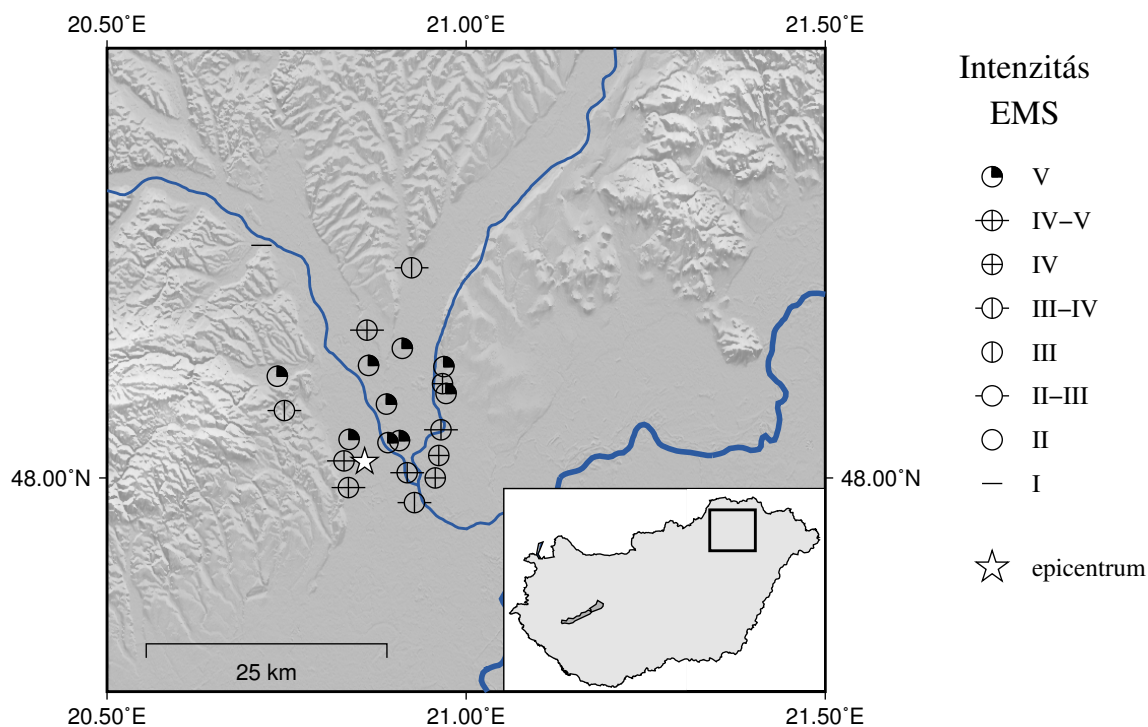 20.50˚E 21.00˚E 21.50˚E
Intenzitás
EMS
V
IV−V
IV
III−IV
III
II−III
II
I
epicentrum
48.00˚N 48.00˚N
25 km
20.50˚E 21.00˚E 21.50˚E